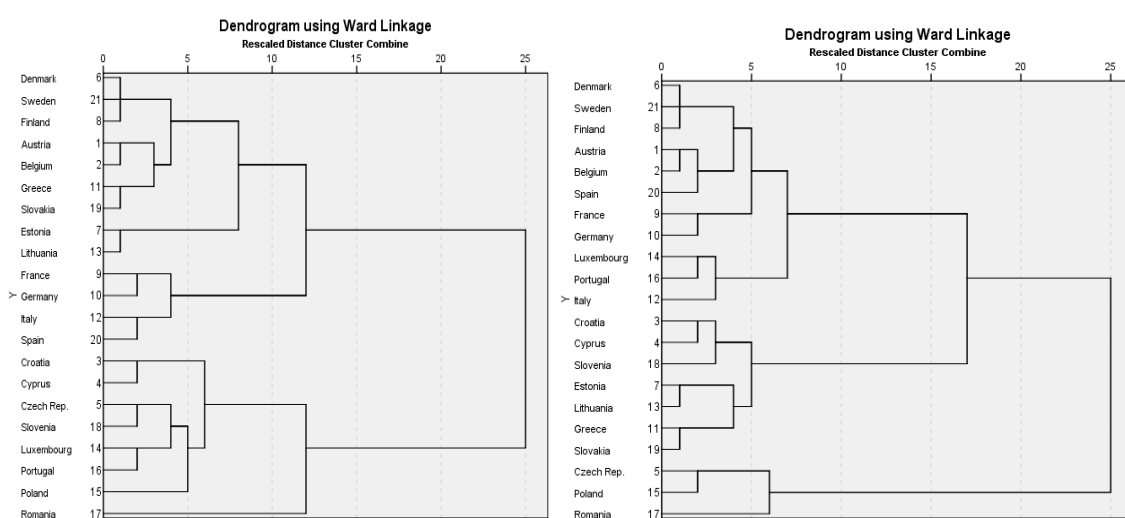 Dendrogram using Ward Linkage
Rescaled Distance Cluster Combine
0 5 10 15 20 25
Denmark 6
Sweden 21
Finland 8
Austria 1
Belgium 2
Greece 11
Slovakia 19
Estonia 7
Lithuania 13
France 9
Y Germany 10
Italy 12
Spain 20
Croatia 3
Cyprus 4
Czech Rep. 5
Slovenia 18
Luxembourg 14
Portugal 16
Poland 15
Romania 17
Dendrogram using Ward Linkage
Rescaled Distance Cluster Combine
0 5 10 15 20 25
Denmark 6
Sweden 21
Finland 8
Austria 1
Belgium 2
Spain 20
France 9
Germany 10
Luxembourg 14
Portugal 16
Y Italy 12
Croatia 3
Cyprus 4
Slovenia 18
Estonia 7
Lithuania 13
Greece 11
Slovakia 19
Czech Rep. 5
Poland 15
Romania 17